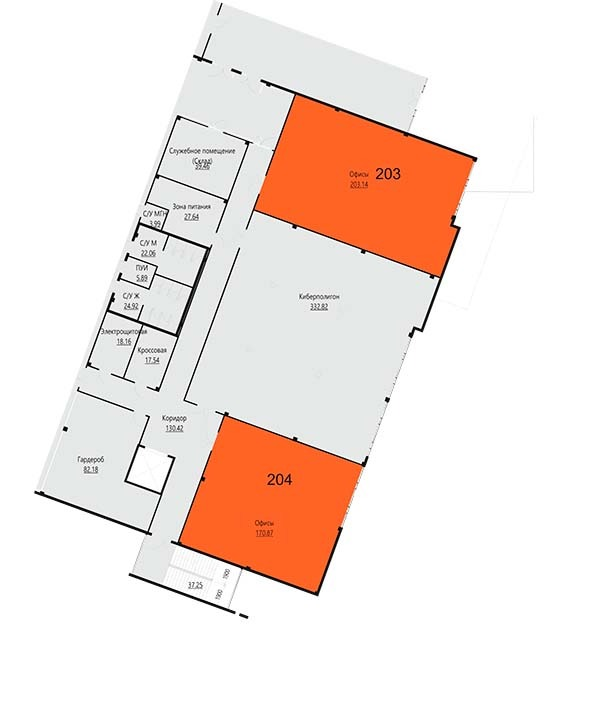 Служебное помещение
(Склад)
39.46
203
Офисы
203.14
Зона питания
27.64
С/У МГН
3.99
С/У М
22.06
ПУИ
5.89
С/У Ж
24.92
Киберполигон
332.82
Электрощитовая
18.16
Кроссовая
17.54
Коридор
130.42
Гардероб
82.18
204
Офисы
170.87
37.25
1900
1900